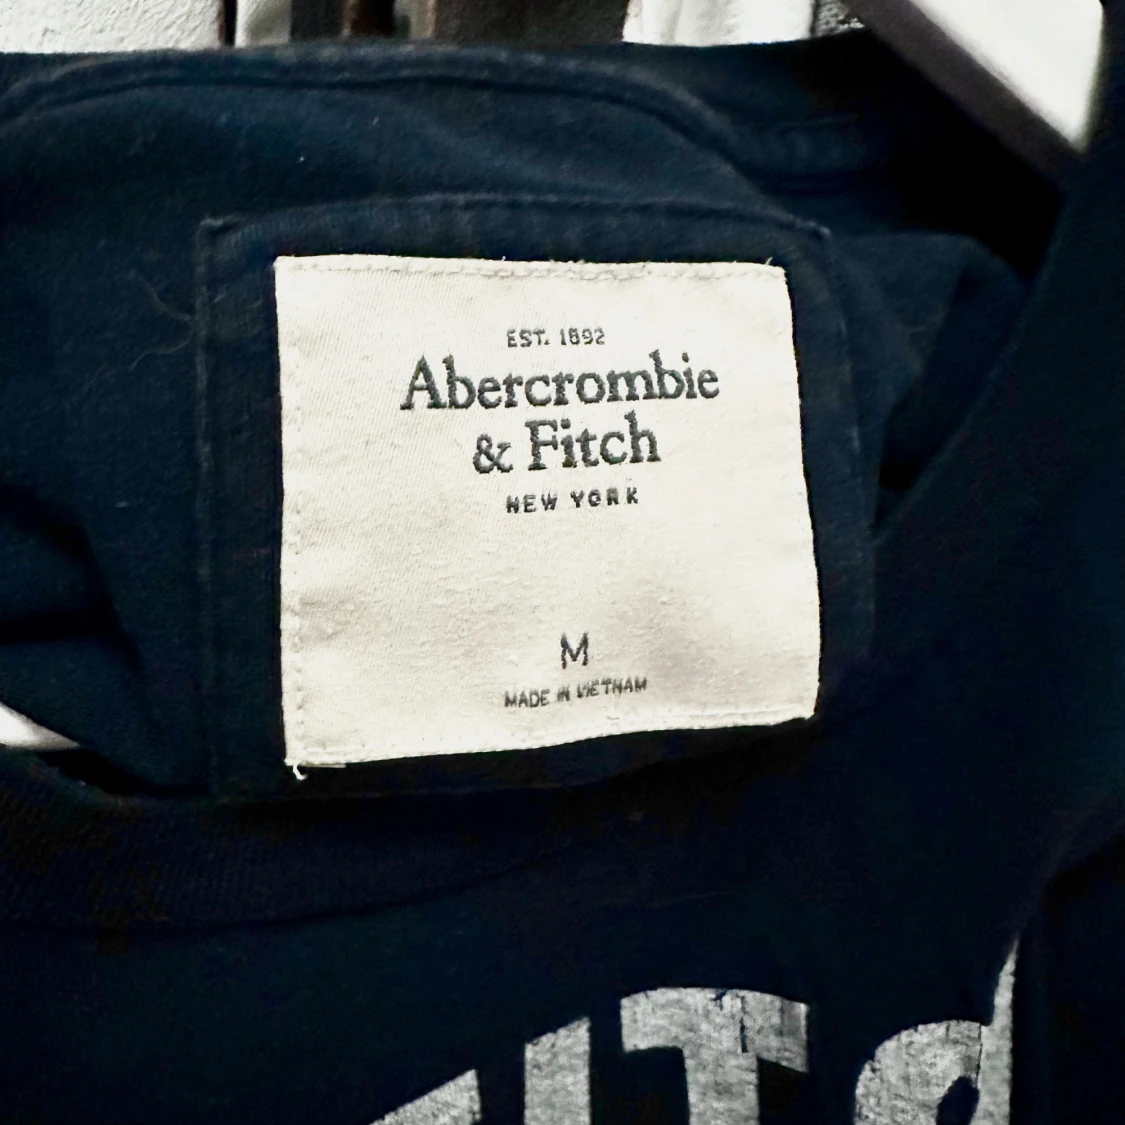 EST. 1892
Abercrombie
& Fitch
NEW YORK
M
MADE IN VIETNAM